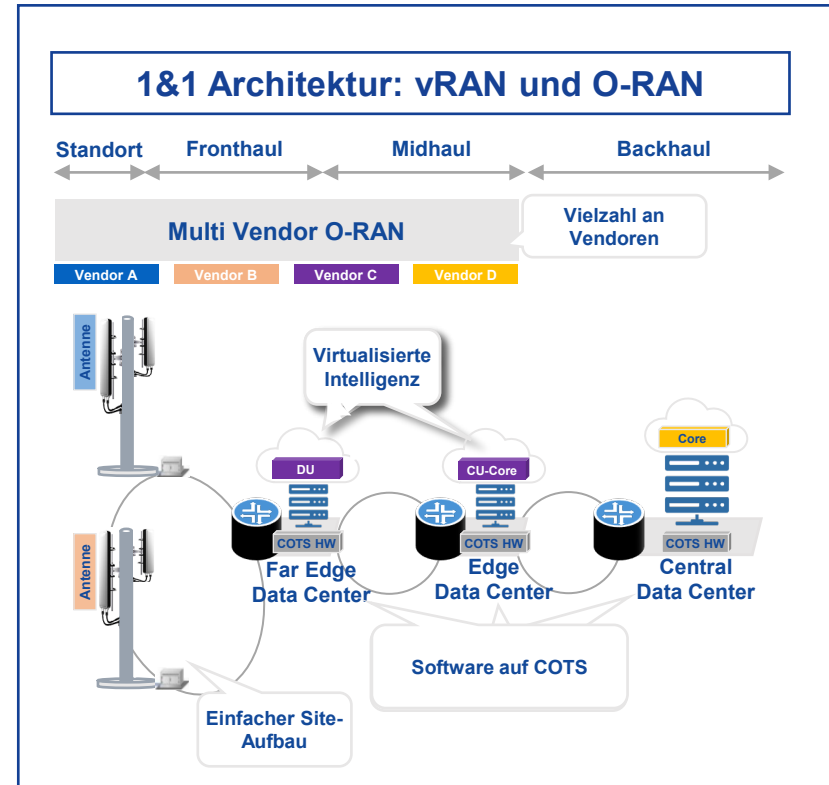 1&1 Architektur: vRAN und O-RAN
Standort
Fronthaul
Midhaul
Backhaul
Multi Vendor O-RAN
Vielzahl an
Vendoren
Vendor A
Vendor B
Vendor C
Vendor D
Antenne
Virtualisierte
Intelligenz
Core
DU
CU-Core
Antenne
COTS HW
COTS HW
COTS HW
Far Edge
Data Center
Edge
Data Center
Central
Data Center
Software auf COTS
Einfacher Site-
Aufbau